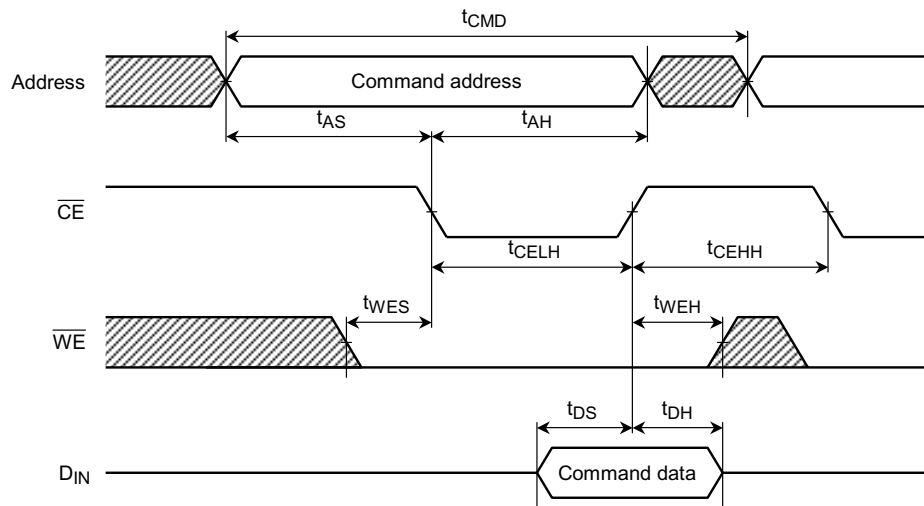 tCMD
Address
Command address
tAS
tAH
CE
tCELH
tCEHH
WE
tWES
tWEH
tDS
tDH
DIN
Command data